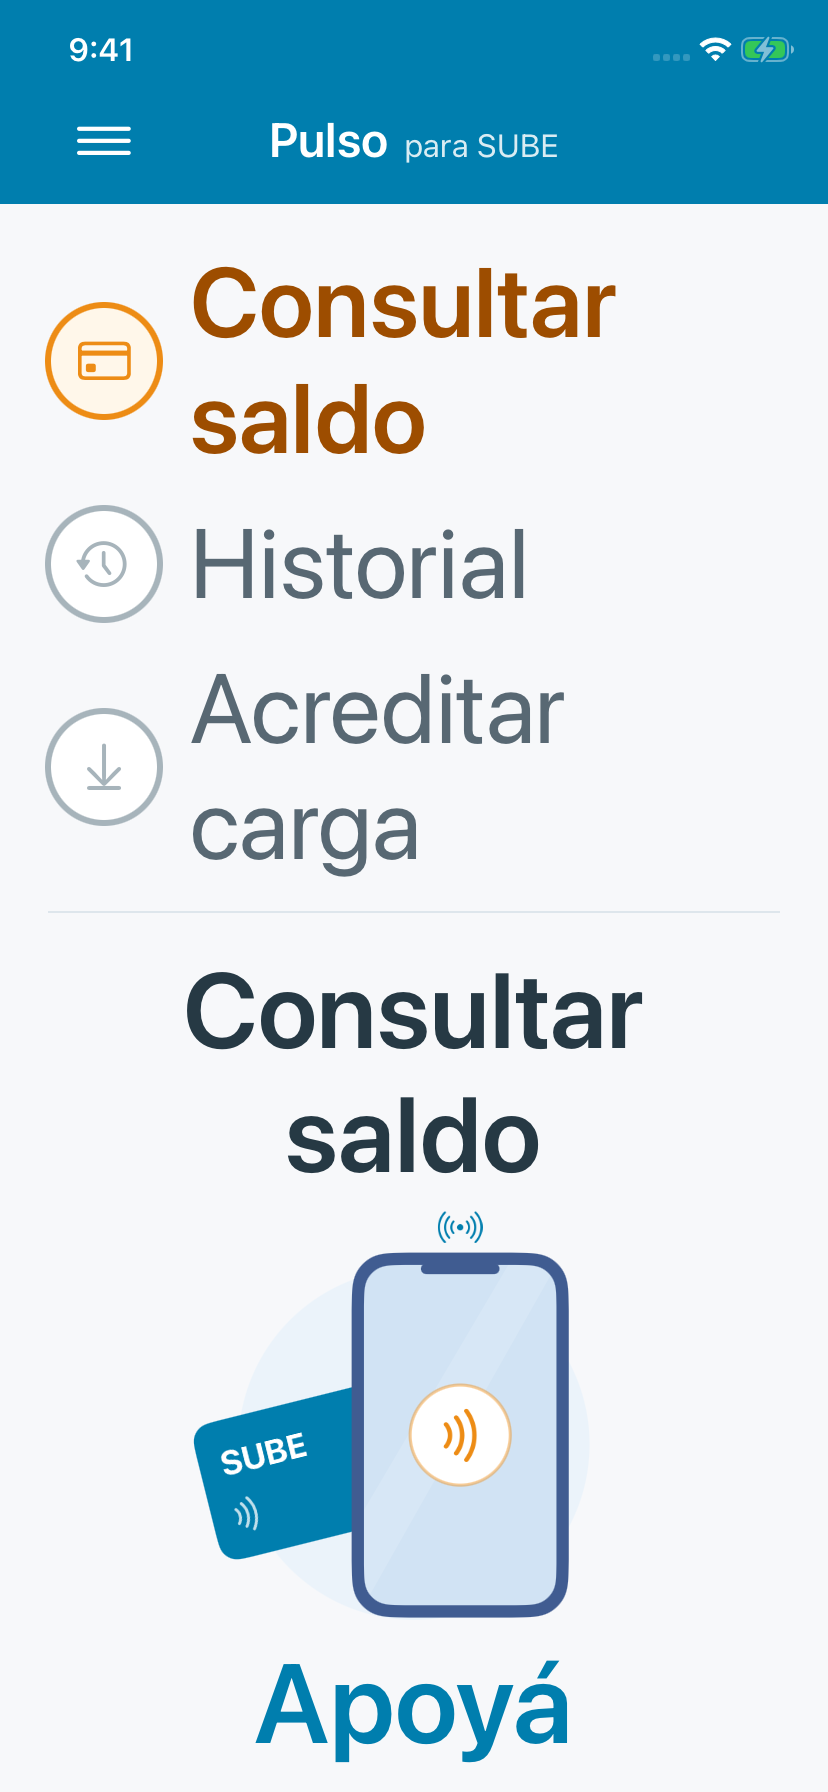 9:41
Pulso para SUBE
Consultar
saldo
Historial
Acreditar
carga
Consultar
saldo
SUBE
Apoyá